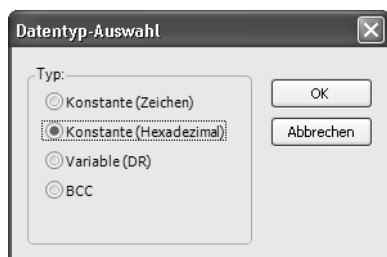 Datentyp-Auswahl
Typ:
Konstante (Zeichen)
Konstante (Hexadezimal)
Variable (DR)
BCC
OK
Abbrechen